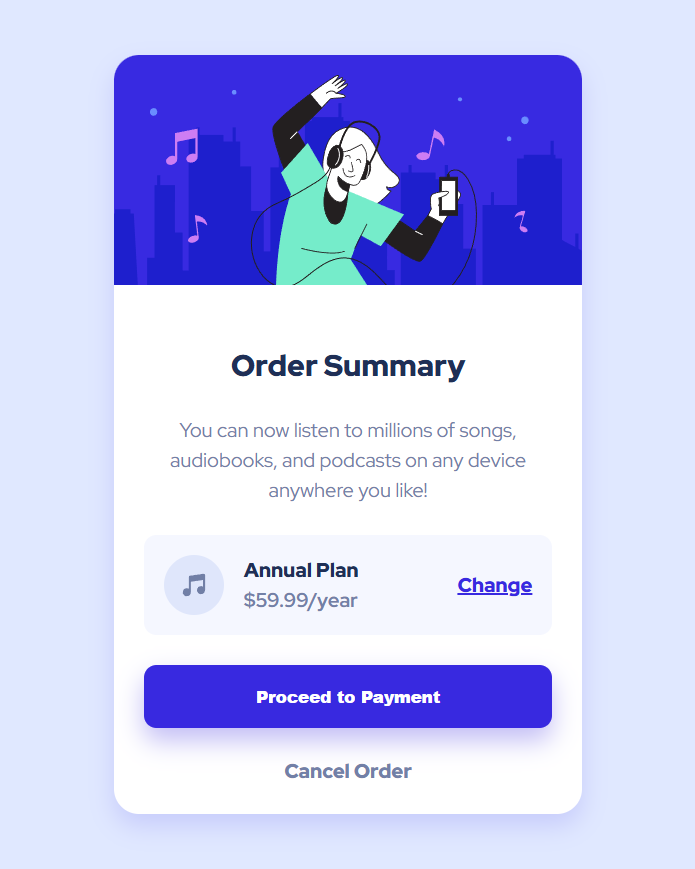 Order Summary
You can now listen to millions of songs,
audiobooks, and podcasts on any device
anywhere you like!
Annual Plan
$59.99/year
Change
Proceed to Payment
Cancel Order